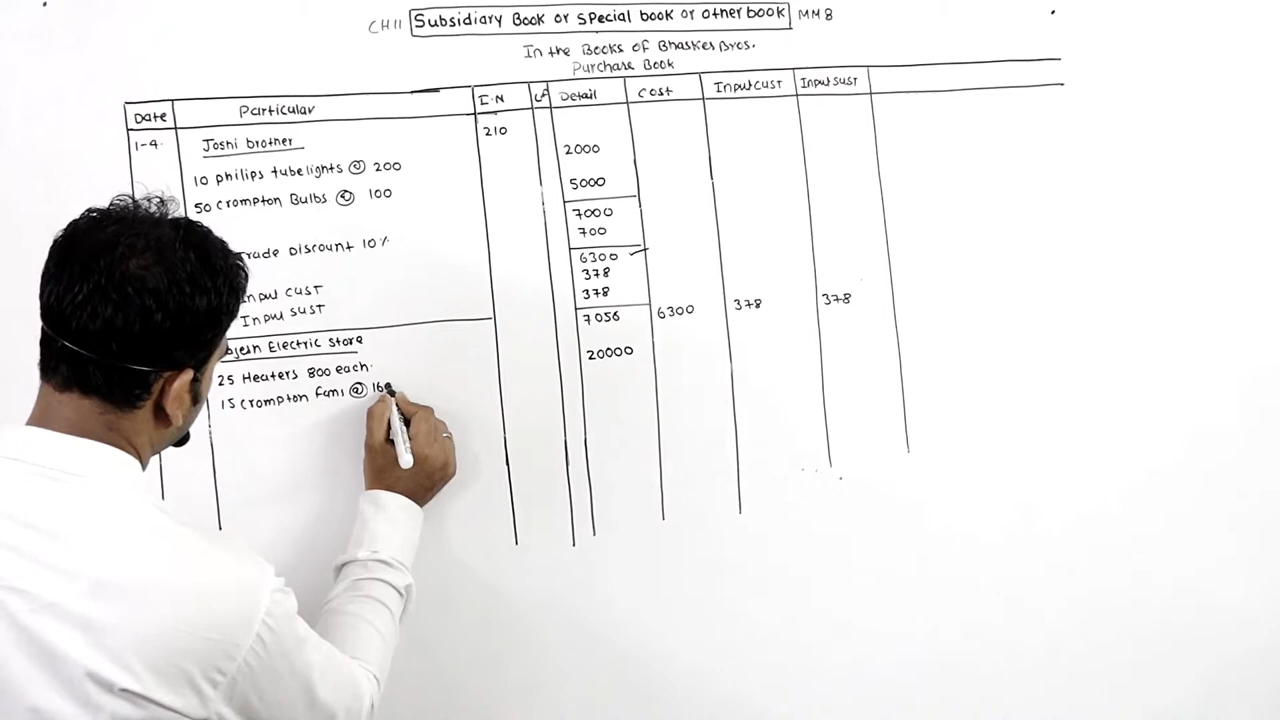 CH11 Subsidiary Book or special book or other book MM8
In the Books of Bhasker Bros.
Purchase Book
Date Particular I.N LF Detail cost Input CUST Input SUST
1-4. Joshi brother 210
10 philips tubelights @ 200 2000
50 crompton Bulbs @ 100 5000
7000
700
Trade Discount 10% 6300
378
Input CUST 378
Input SUST 7056 6300 378 378
Electric store
25 Heaters 800 each. 20000
15 crompton fans @ 160